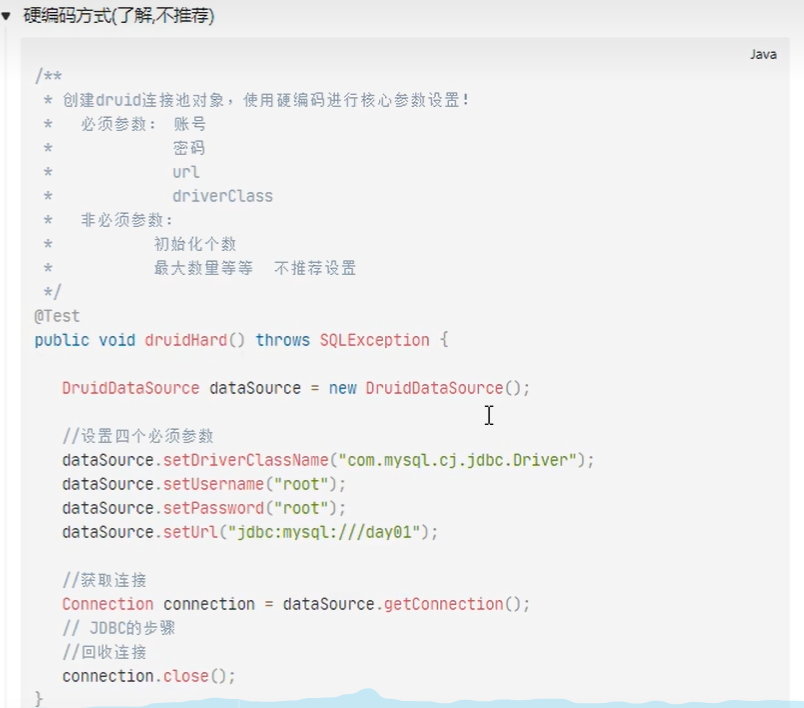 硬编码方式(了解,不推荐)
Java
/**
 * 创建druid连接池对象，使用硬编码进行核心参数设置!
 *   必须参数： 账号
 *             密码
 *             url
 *             driverClass
 *   非必须参数:
 *           初始化个数
 *           最大数量等等  不推荐设置
 */
@Test
public void druidHard() throws SQLException {
   DruidDataSource dataSource = new DruidDataSource();
   //设置四个必须参数
   dataSource.setDriverClassName("com.mysql.cj.jdbc.Driver");
   dataSource.setUsername("root");
   dataSource.setPassword("root");
   dataSource.setUrl("jdbc:mysql:///day01");
   //获取连接
   Connection connection = dataSource.getConnection();
   // JDBC的步骤
   //回收连接
   connection.close();
}